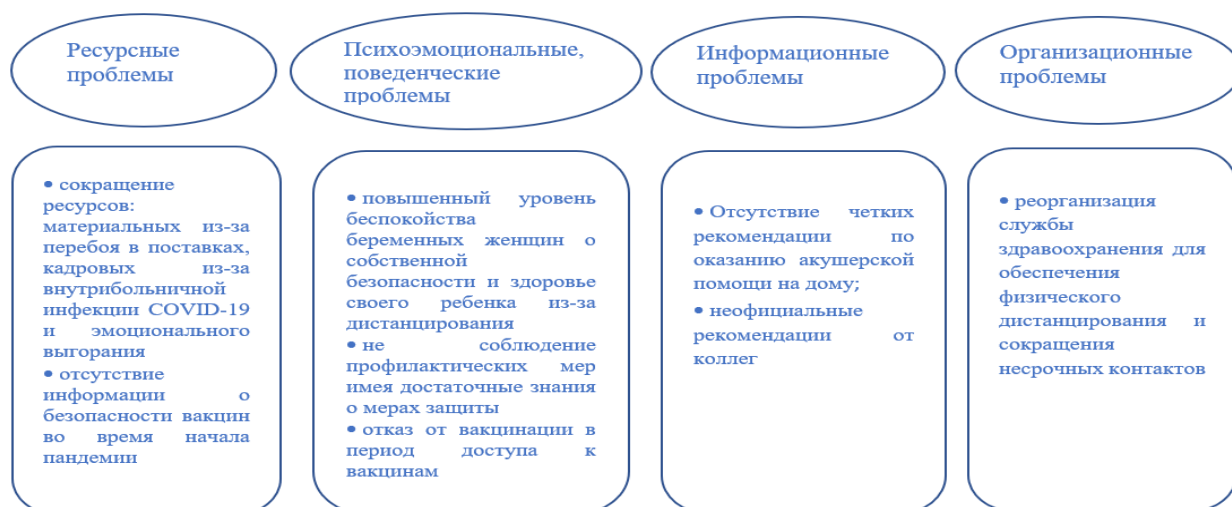 Ресурсные
проблемы
Психоэмоциональные,
поведенческие
проблемы
Информационные
проблемы
Организационные
проблемы
• сокращение
ресурсов:
материальных из-за
перебоя в поставках,
кадровых из-за
внутрибольничной
инфекции COVID-19
и эмоционального
выгорания
• отсутствие
информации о
безопасности вакцин
во время начала
пандемии
• повышенный уровень
беспокойства
беременных женщин о
собственной
безопасности и здоровье
своего ребенка из-за
дистанцирования
• не соблюдение
профилактических мер
имея достаточные знания
о мерах защиты
• отказ от вакцинации в
период доступа к
вакцинам
• Отсутствие четких
рекомендации по
оказанию акушерской
помощи на дому;
• неофициальные
рекомендации от
коллег
• реорганизация
службы
здравоохранения для
обеспечения
физического
дистанцирования и
сокращения
несрочных контактов